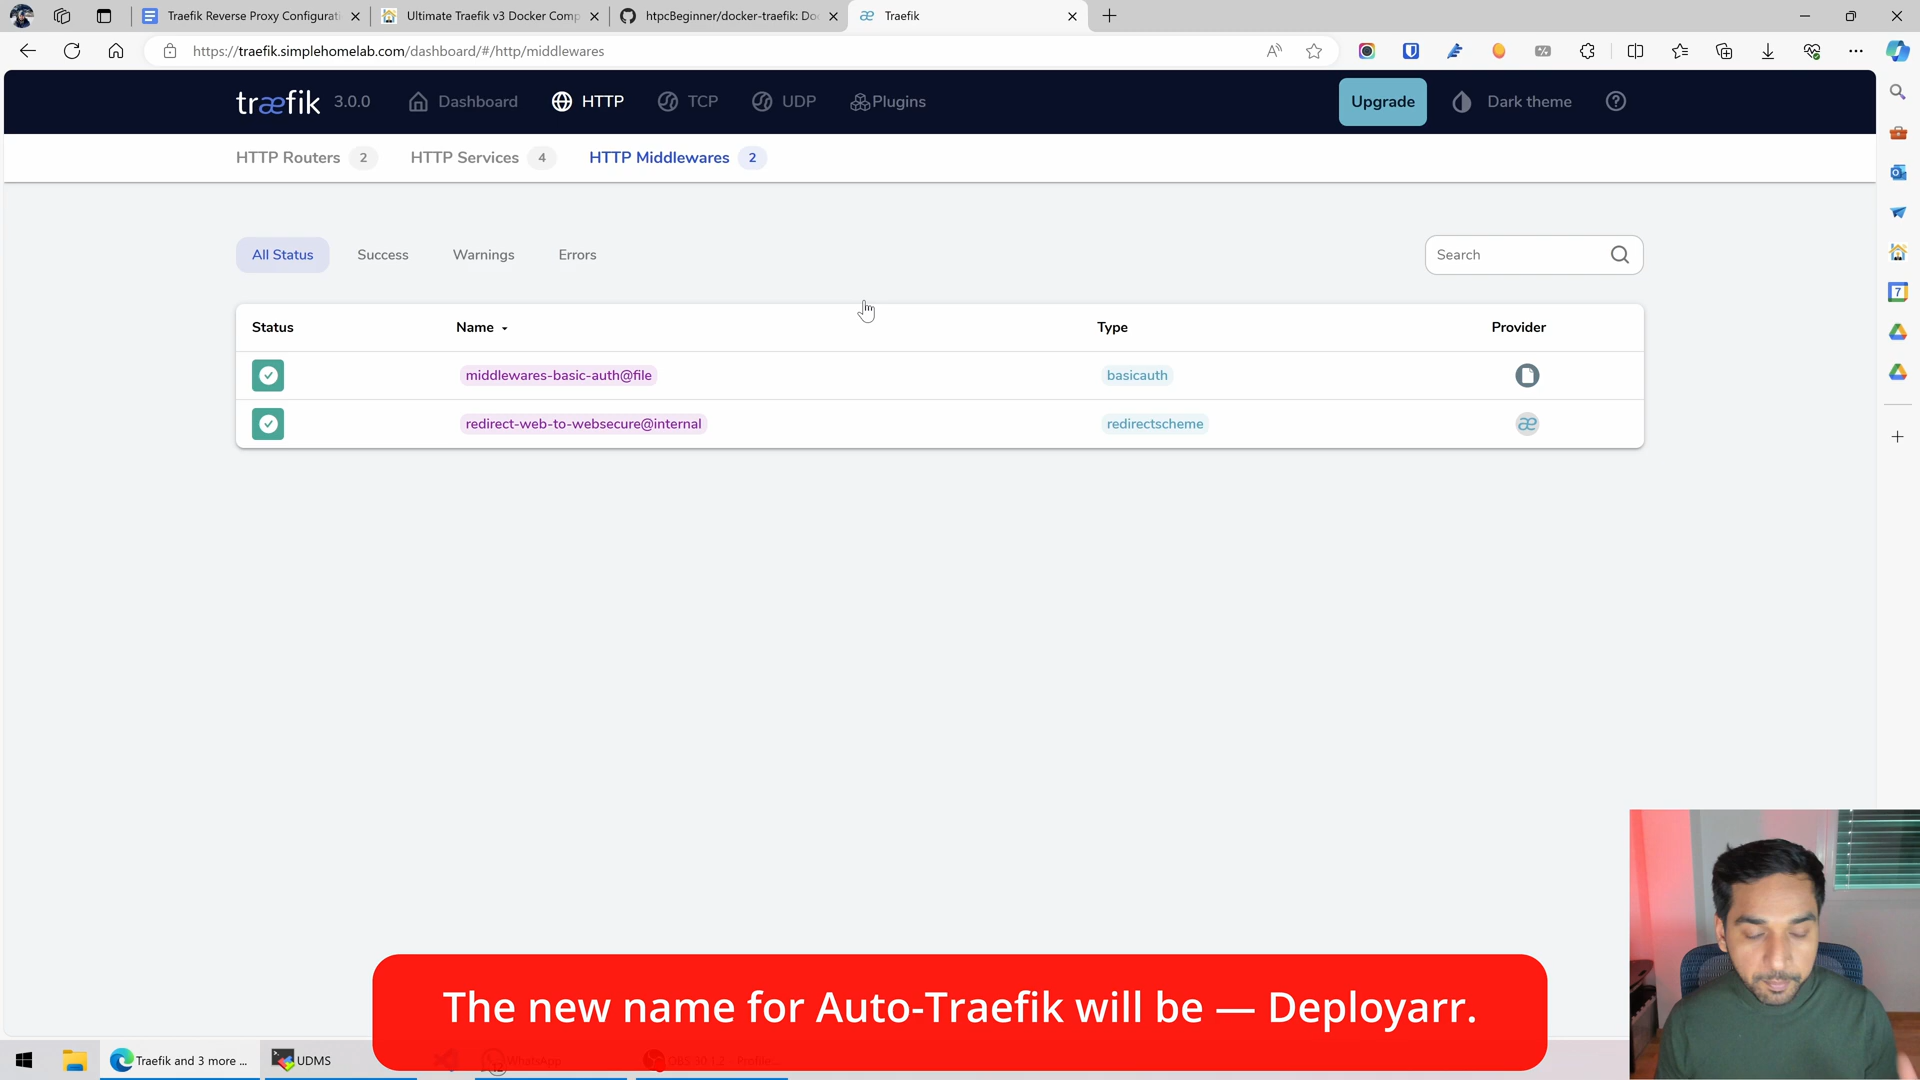 Traefik Reverse Proxy Configurati
Ultimate Traefik v3 Docker Comp
htpcBeginner/docker-traefik: Do
Traefik
https://traefik.simplehomelab.com/dashboard/#/http/middlewares
træfik 3.0.0
Dashboard
HTTP
TCP
UDP
Plugins
Upgrade
Dark theme
HTTP Routers 2
HTTP Services 4
HTTP Middlewares 2
All Status
Success
Warnings
Errors
Search
Status
Name
Type
Provider
middlewares-basic-auth@file
basicauth
redirect-web-to-websecure@internal
redirectscheme
The new name for Auto-Traefik will be — Deployarr.
Traefik and 3 more ...
UDMS
WhatsApp